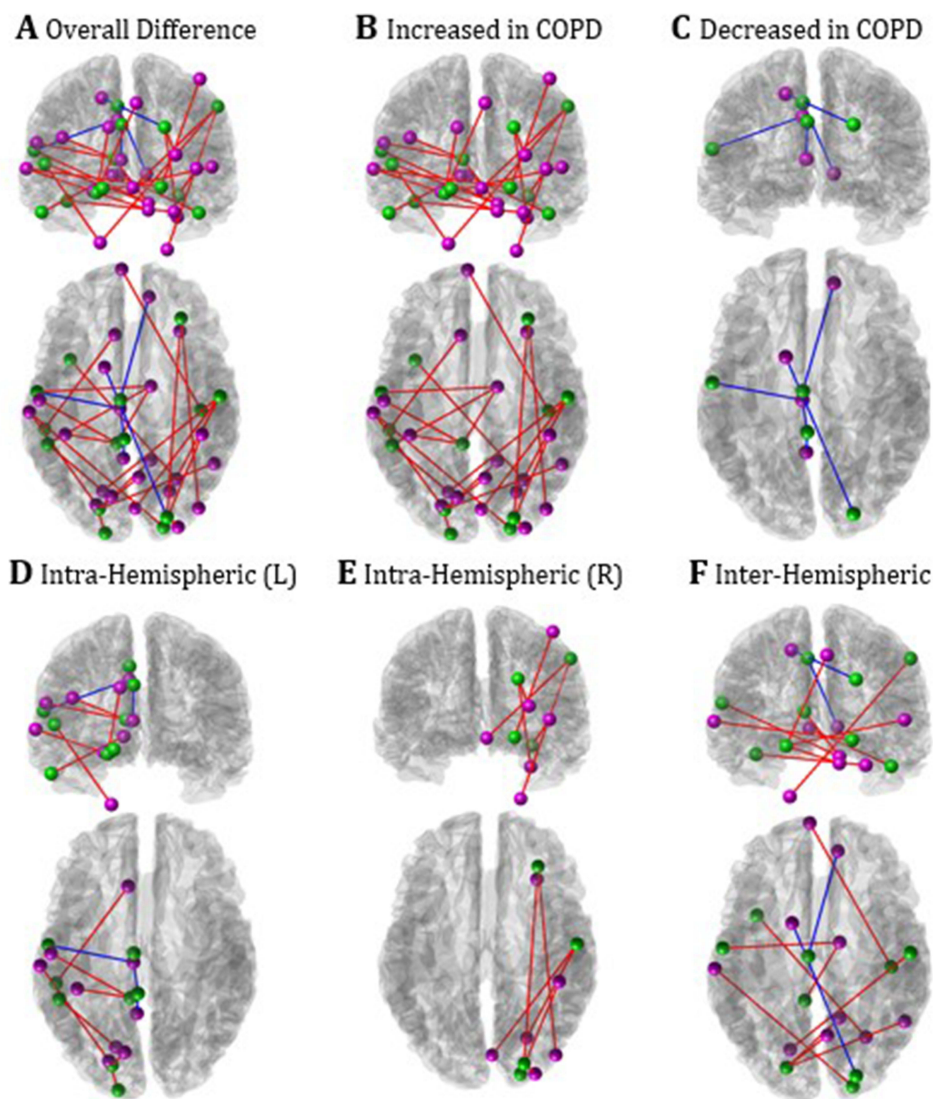 A Overall Difference
B Increased in COPD
C Decreased in COPD
D Intra-Hemispheric (L)
E Intra-Hemispheric (R)
F Inter-Hemispheric